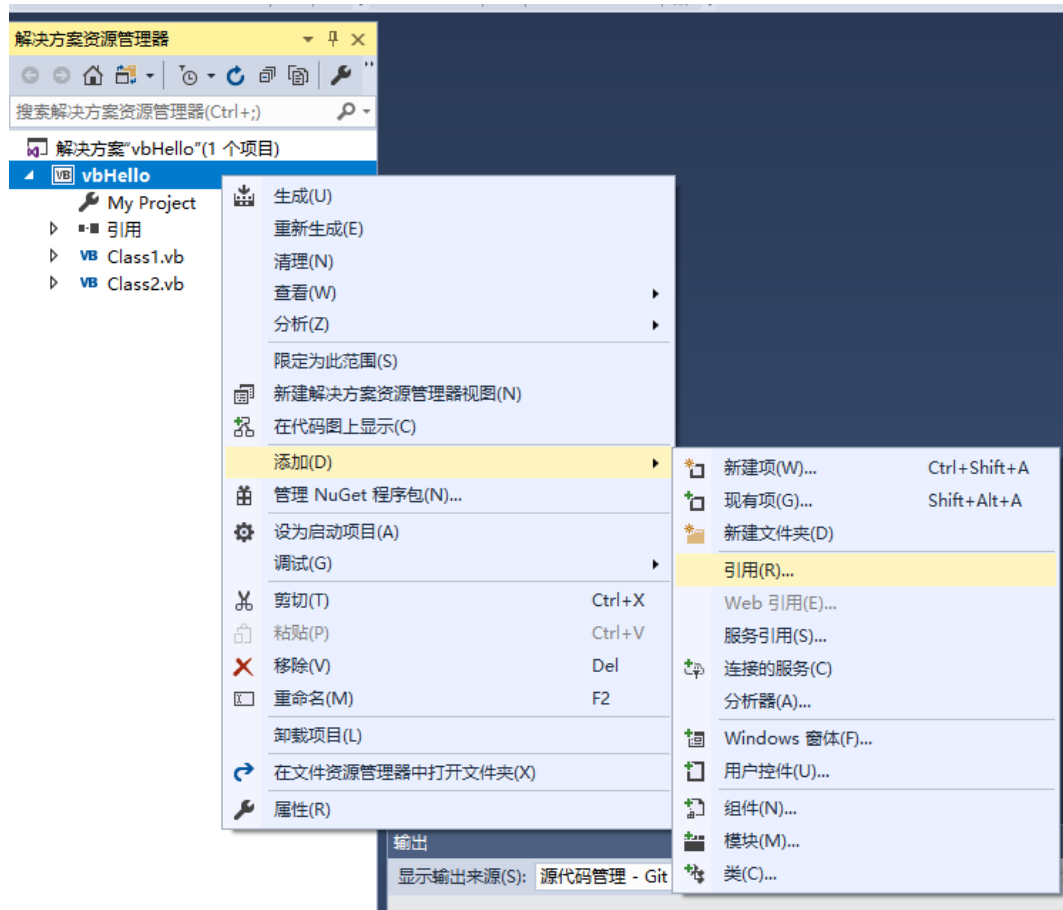 解决方案资源管理器
搜索解决方案资源管理器(Ctrl+;)
解决方案"vbHello"(1 个项目)
VB vbHello
My Project
引用
VB Class1.vb
VB Class2.vb
生成(U)
重新生成(E)
清理(N)
查看(W)
分析(Z)
限定为此范围(S)
新建解决方案资源管理器视图(N)
在代码图上显示(C)
添加(D)
管理 NuGet 程序包(N)...
设为启动项目(A)
调试(G)
剪切(T) Ctrl+X
粘贴(P) Ctrl+V
移除(V) Del
重命名(M) F2
卸载项目(L)
在文件资源管理器中打开文件夹(X)
属性(R)
新建项(W)... Ctrl+Shift+A
现有项(G)... Shift+Alt+A
新建文件夹(D)
引用(R)...
Web 引用(E)...
服务引用(S)...
连接的服务(C)
分析器(A)...
Windows 窗体(F)...
用户控件(U)...
组件(N)...
模块(M)...
类(C)...
输出
显示输出来源(S): 源代码管理 - Git